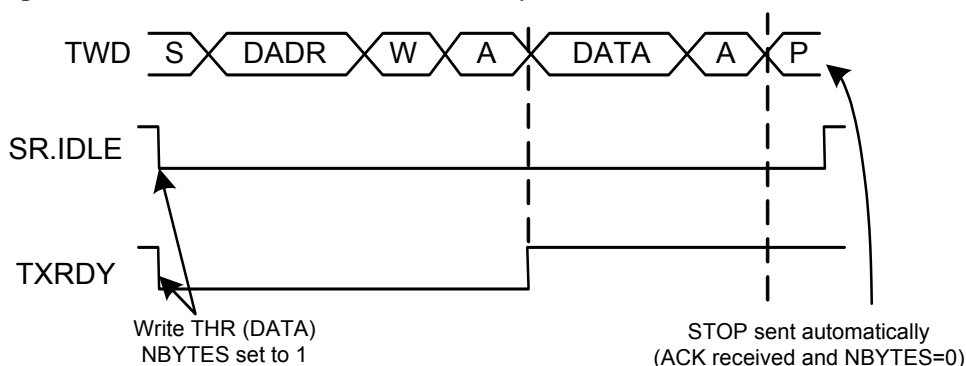 TWD S DADR W A DATA A P
SR.IDLE
TXRDY
Write THR (DATA)
NBYTES set to 1
STOP sent automatically
(ACK received and NBYTES=0)